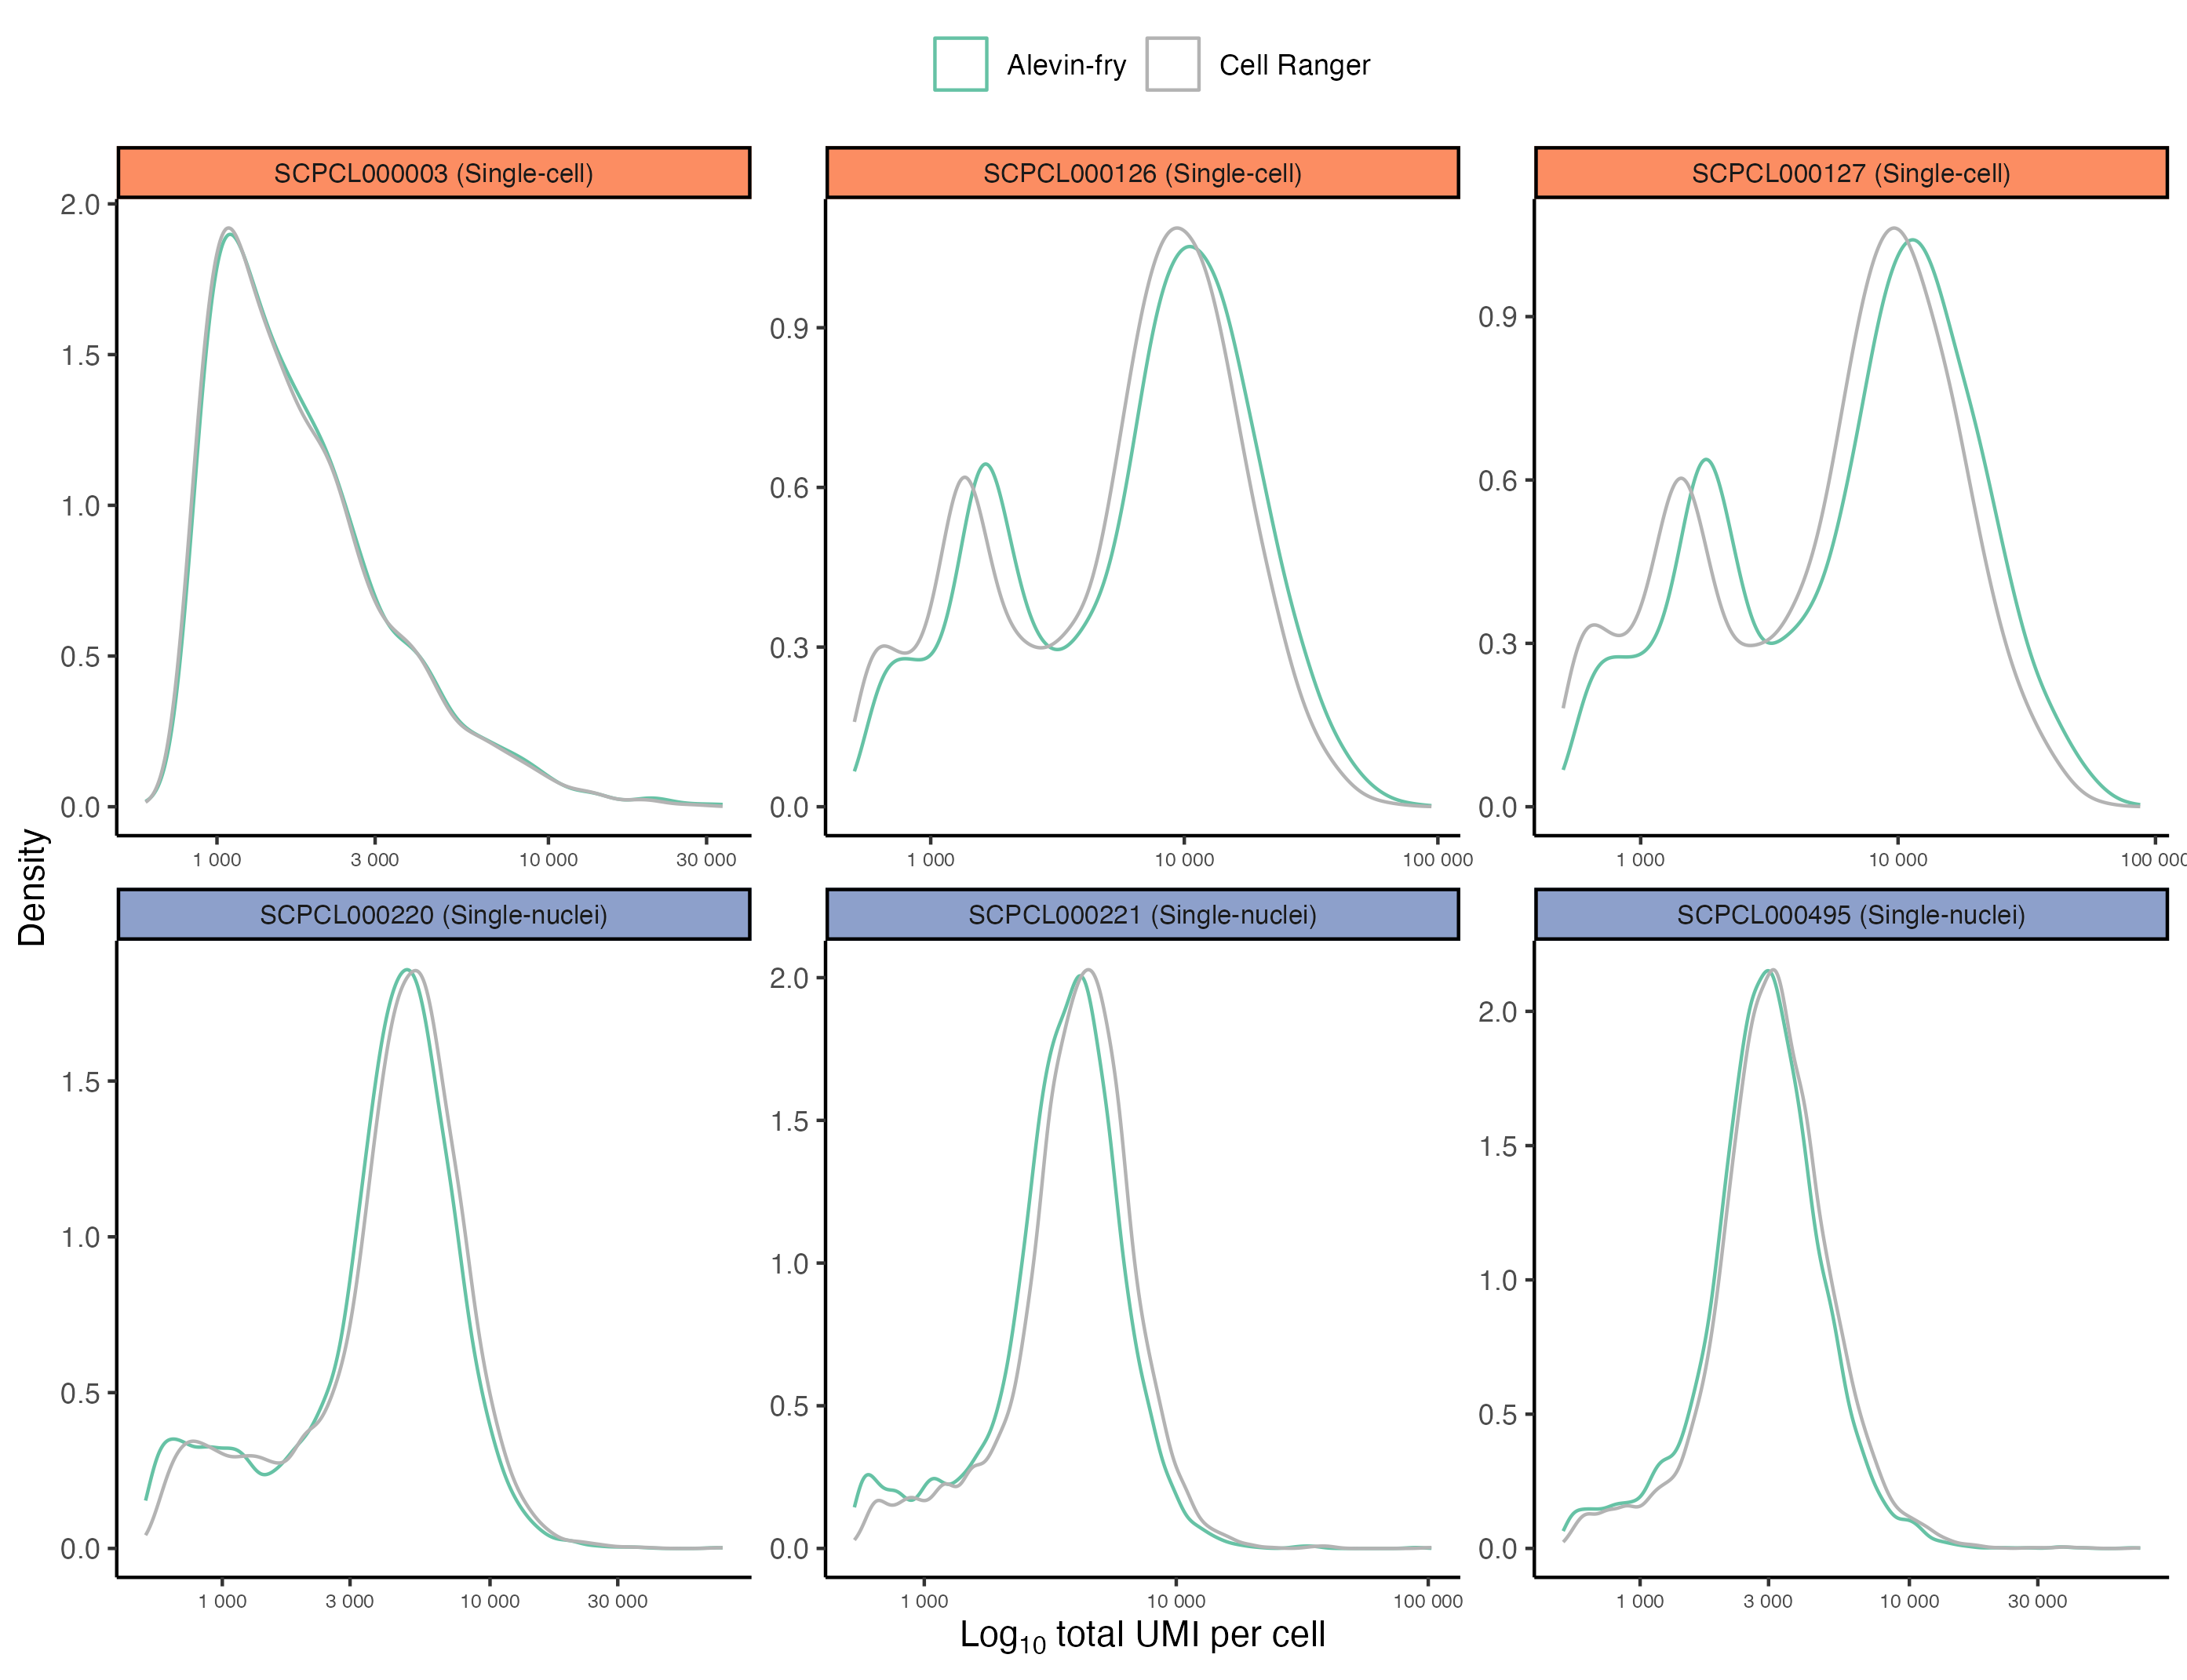 Alevin-fry Cell Ranger
SCPCL000003 (Single-cell) SCPCL000126 (Single-cell) SCPCL000127 (Single-cell)
2.0
1.5
1.0
0.5
0.0
0.9
0.6
0.3
0.0
0.9
0.6
0.3
0.0
1 000 3 000 10 000 30 000
1 000 10 000 100 000
1 000 10 000 100 000
Density
SCPCL000220 (Single-nuclei) SCPCL000221 (Single-nuclei) SCPCL000495 (Single-nuclei)
1.5
1.0
0.5
0.0
2.0
1.5
1.0
0.5
0.0
2.0
1.5
1.0
0.5
0.0
1 000 3 000 10 000 30 000
1 000 10 000 100 000
1 000 3 000 10 000 30 000
Log10 total UMI per cell